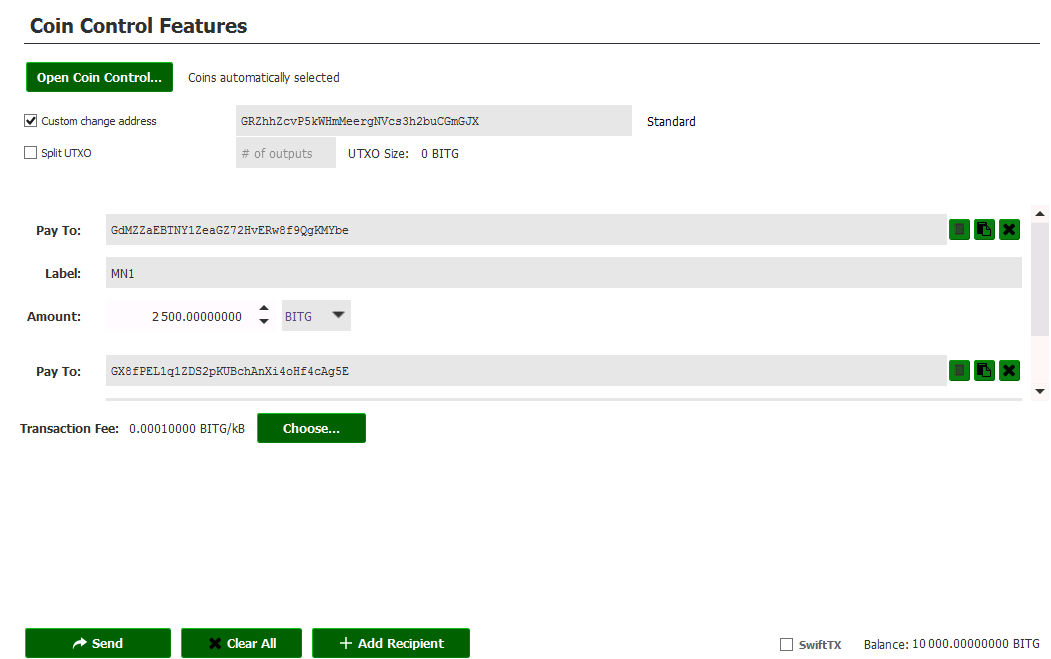 Coin Control Features
Open Coin Control... Coins automatically selected
Custom change address GRZhhZcvP5kWHmMeergNVcs3h2buCGmGJX Standard
Split UTXO # of outputs UTXO Size: 0 BITG
Pay To: GdMZZaEBTNY1ZeaGZ72HvERw8f9QgKMYbe
Label: MN1
Amount: 2 500.00000000 BITG
Pay To: GX8fPEL1q1ZDS2pKUBchAnXi4oHf4cAg5E
Transaction Fee: 0.00010000 BITG/kB Choose...
Send Clear All Add Recipient SwiftTX Balance: 10 000.00000000 BITG